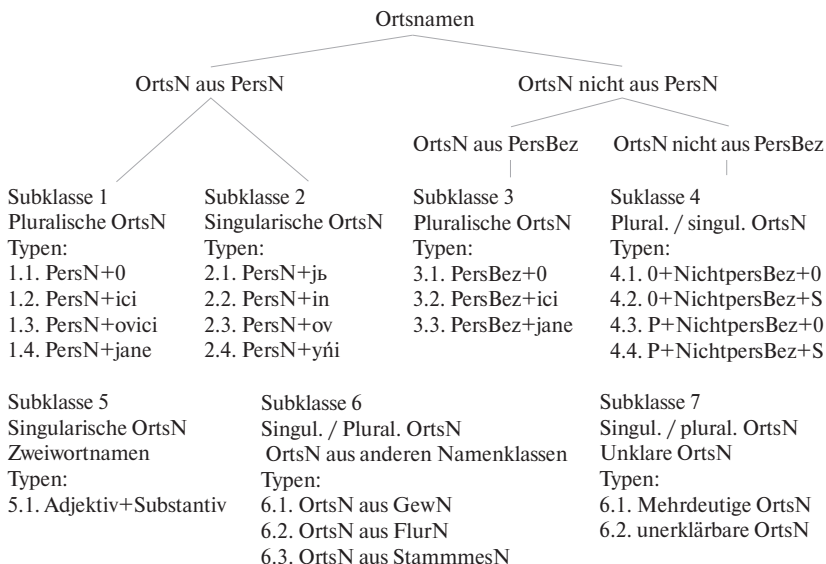 Ortsnamen
OrtsN aus PersN
OrtsN nicht aus PersN
OrtsN aus PersBez
OrtsN nicht aus PersBez
Subklasse 1
Pluralische OrtsN
Typen:
1.1. PersN+0
1.2. PersN+ici
1.3. PersN+ovici
1.4. PersN+jane
Subklasse 2
Singularische OrtsN
Typen:
2.1. PersN+jь
2.2. PersN+in
2.3. PersN+ov
2.4. PersN+yńi
Subklasse 3
Pluralische OrtsN
Typen:
3.1. PersBez+0
3.2. PersBez+ici
3.3. PersBez+jane
Suklasse 4
Plural. / singul. OrtsN
Typen:
4.1. 0+NichtpersBez+0
4.2. 0+NichtpersBez+S
4.3. P+NichtpersBez+0
4.4. P+NichtpersBez+S
Subklasse 5
Singularische OrtsN
Zweiwortnamen
Typen:
5.1. Adjektiv+Substantiv
Subklasse 6
Singul. / Plural. OrtsN
OrtsN aus anderen Namenklassen
Typen:
6.1. OrtsN aus GewN
6.2. OrtsN aus FlurN
6.3. OrtsN aus StammmesN
Subklasse 7
Singul. / plural. OrtsN
Unklare OrtsN
Typen:
6.1. Mehrdeutige OrtsN
6.2. unerklärbare OrtsN